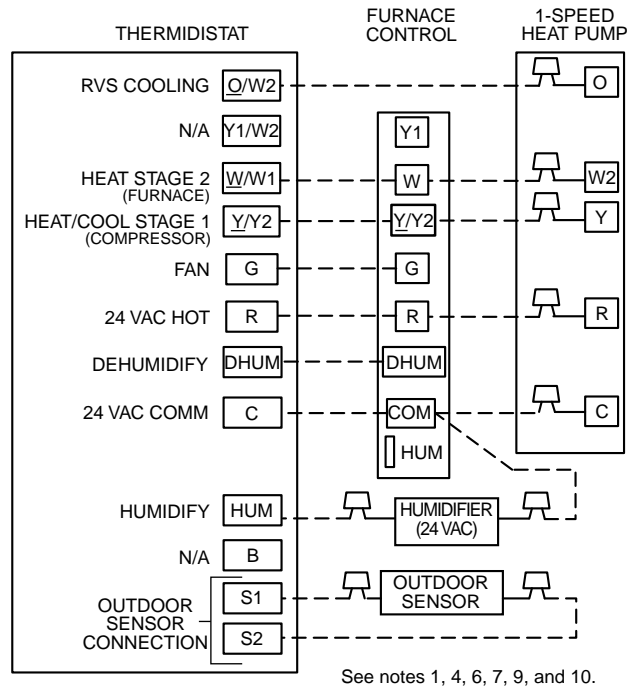 THERMIDISTAT
FURNACE
CONTROL
1-SPEED
HEAT PUMP
RVS COOLING O/W2 O
N/A Y1/W2 Y1
HEAT STAGE 2 W/W1 W W2
(FURNACE)
HEAT/COOL STAGE 1 Y/Y2 Y/Y2 Y
(COMPRESSOR)
FAN G G
24 VAC HOT R R R
DEHUMIDIFY DHUM DHUM
24 VAC COMM C COM C
HUM
HUMIDIFY HUM HUMIDIFIER
(24 VAC)
N/A B
OUTDOOR
SENSOR
CONNECTION
S1
S2
OUTDOOR
SENSOR
See notes 1, 4, 6, 7, 9, and 10.